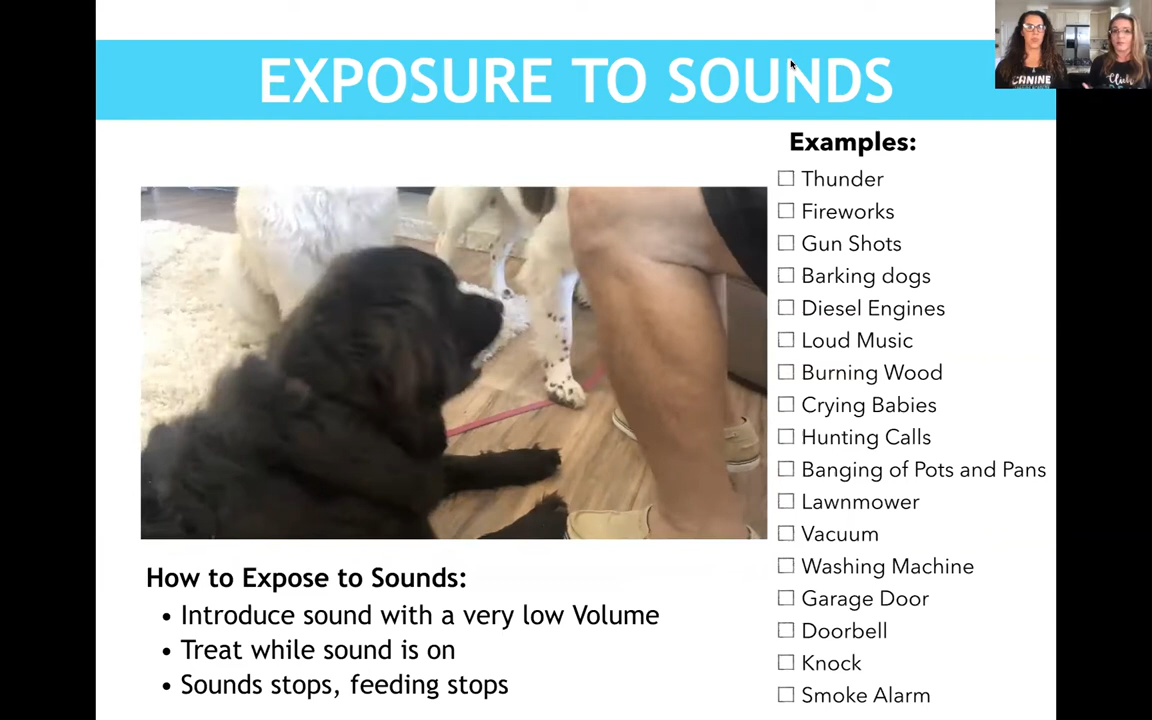 EXPOSURE TO SOUNDS
CANINE
Click
Examples:
Thunder
Fireworks
Gun Shots
Barking dogs
Diesel Engines
Loud Music
Burning Wood
Crying Babies
Hunting Calls
Banging of Pots and Pans
Lawnmower
Vacuum
Washing Machine
Garage Door
Doorbell
Knock
Smoke Alarm
How to Expose to Sounds:
• Introduce sound with a very low Volume
• Treat while sound is on
• Sounds stops, feeding stops